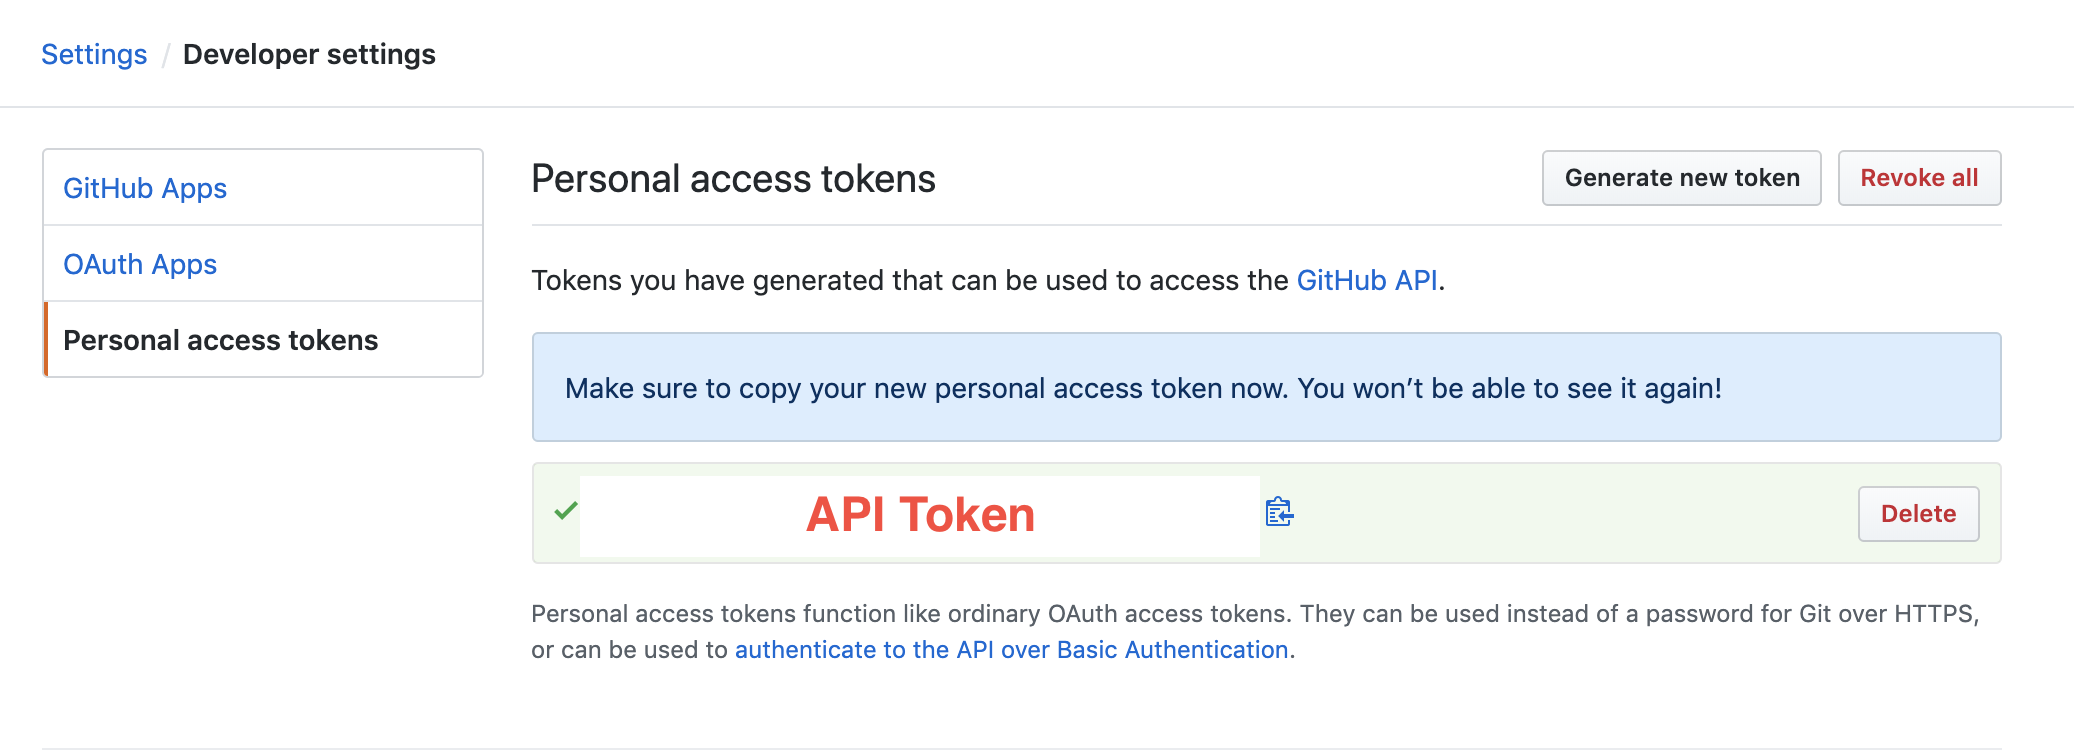 Settings / Developer settings
GitHub Apps
OAuth Apps
Personal access tokens
Personal access tokens
Generate new token
Revoke all
Tokens you have generated that can be used to access the GitHub API.
Make sure to copy your new personal access token now. You won’t be able to see it again!
API Token
Delete
Personal access tokens function like ordinary OAuth access tokens. They can be used instead of a password for Git over HTTPS,
or can be used to authenticate to the API over Basic Authentication.